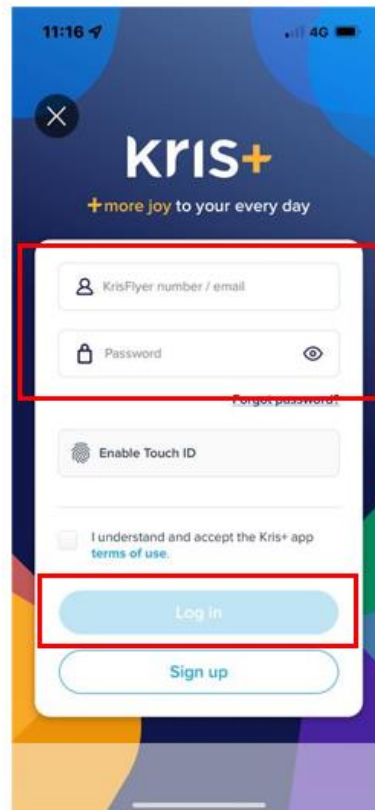 11:16
4G
kris+
+more joy to your every day
KrisFlyer number / email
Password
Forgot password?
Enable Touch ID
I understand and accept the Kris+ app
terms of use.
Log in
Sign up